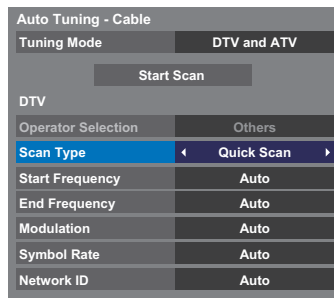 Auto Tuning - Cable
Tuning Mode DTV and ATV
Start Scan
DTV
Operator Selection Others
Scan Type Quick Scan
Start Frequency Auto
End Frequency Auto
Modulation Auto
Symbol Rate Auto
Network ID Auto